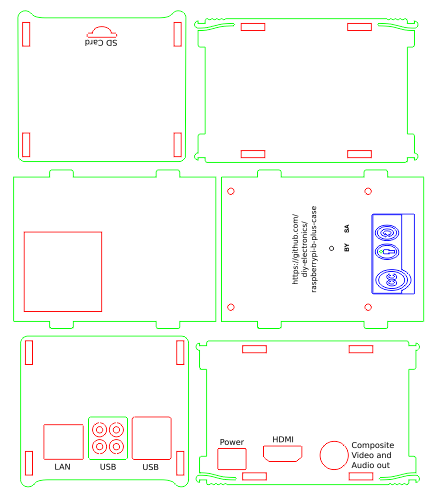 SD Card
https://github.com/
diy-electronics/
raspberrypi-b-plus-case
BY SA
LAN
USB
USB
Power
HDMI
Composite
Video and
Audio out